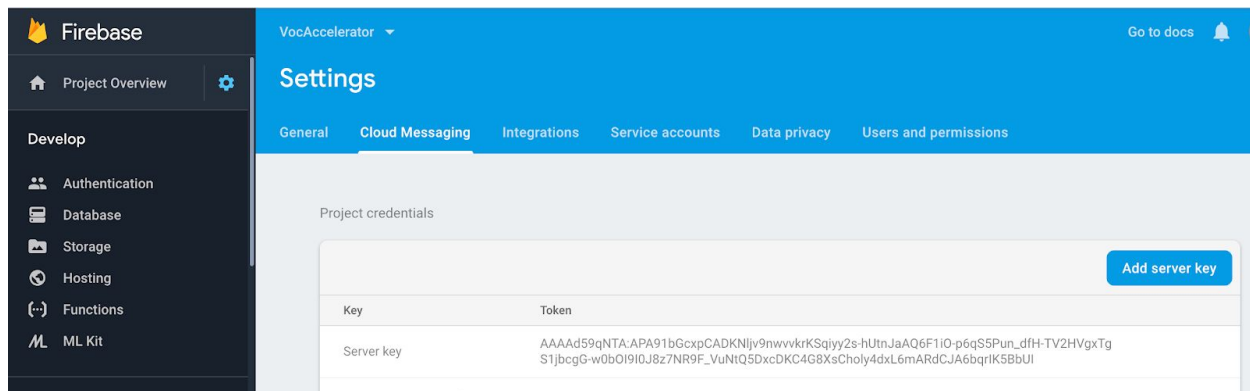 Firebase
VocAccelerator
Go to docs
Project Overview
Settings
General Cloud Messaging Integrations Service accounts Data privacy Users and permissions
Develop
Authentication
Database
Storage
Hosting
Functions
ML Kit
Project credentials
Add server key
Key Token
Server key
AAAAd59qNTA:APA91bGcxpCADKNljv9nwvvkrKSqiyy2s-hUtnJaAQ6F1iO-p6qS5Pun_dfH-TV2HVgxTg
S1jbcgG-w0bOI9I0J8z7NR9F_VuNtQ5DxcDKC4G8XsCholy4dxL6mARdCJA6bqrlK5BbUI